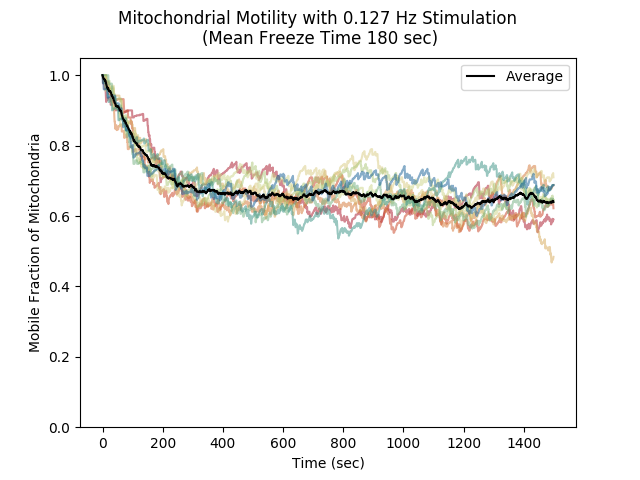 Mitochondrial Motility with 0.127 Hz Stimulation
(Mean Freeze Time 180 sec)
Average
Mobile Fraction of Mitochondria
1.0
0.8
0.6
0.4
0.2
0.0
0 200 400 600 800 1000 1200 1400
Time (sec)